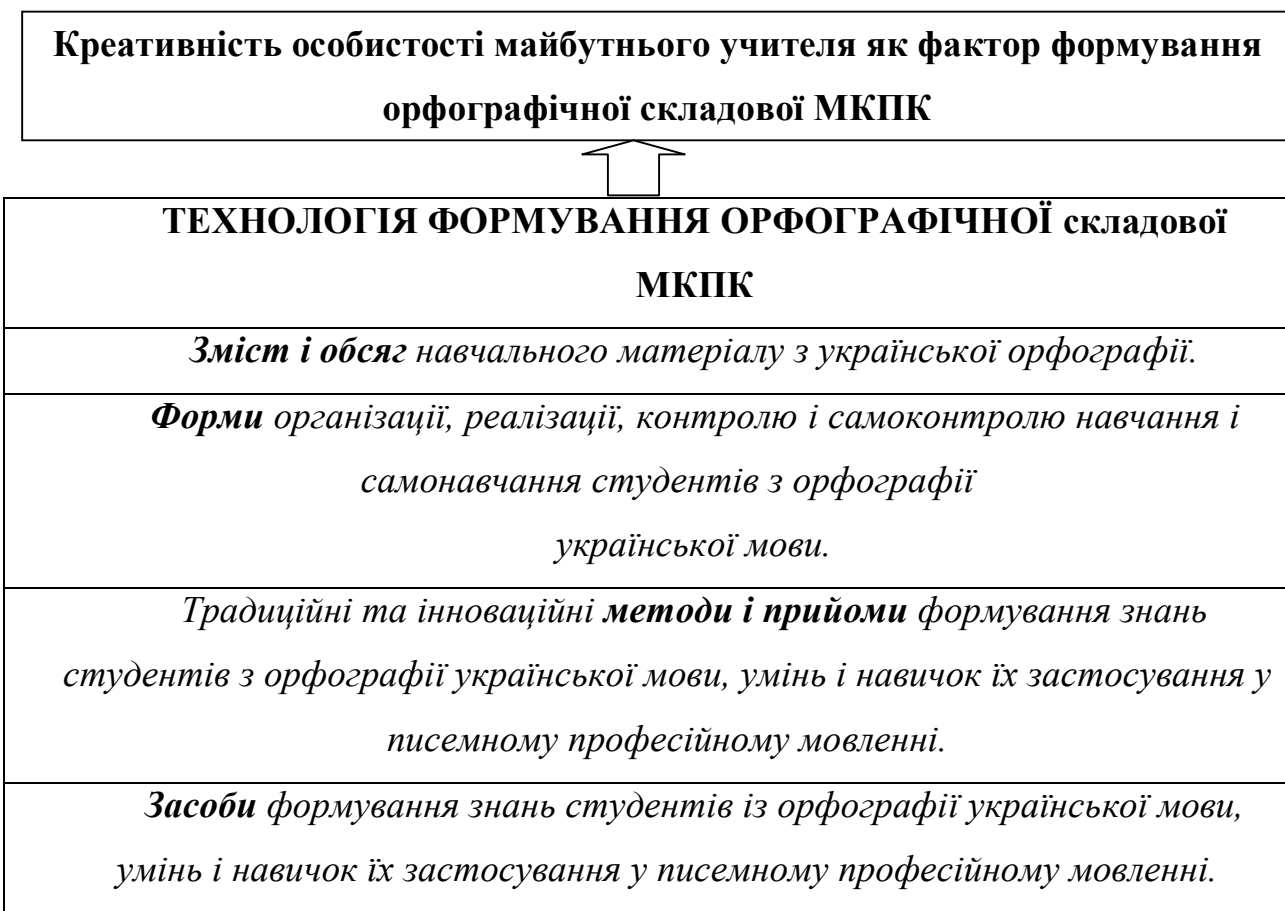 Креативність особистості майбутнього учителя як фактор формування
орфографічної складової МКПК
ТЕХНОЛОГІЯ ФОРМУВАННЯ ОРФОГРАФІЧНОЇ складової
МКПК
Зміст і обсяг навчального матеріалу з української орфографії.
Форми організації, реалізації, контролю і самоконтролю навчання і
самонавчання студентів з орфографії
української мови.
Традиційні та інноваційні методи і прийоми формування знань
студентів з орфографії української мови, умінь і навичок їх застосування у
писемному професійному мовленні.
Засоби формування знань студентів із орфографії української мови,
умінь і навичок їх застосування у писемному професійному мовленні.